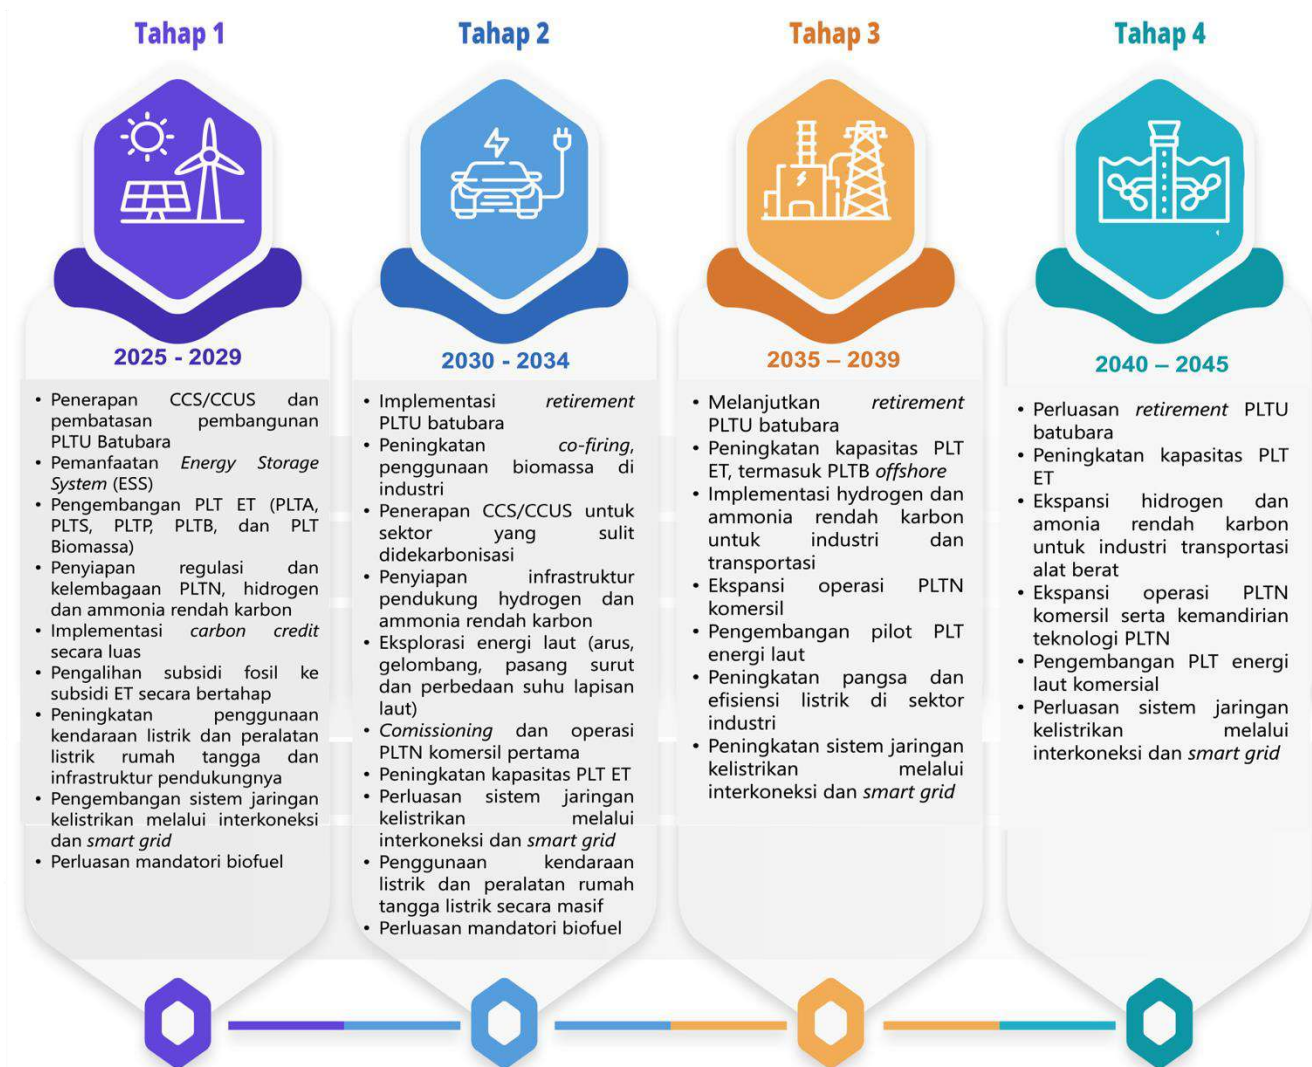 Tahap 1
2025 - 2029
• Penerapan CCS/CCUS dan
pembatasan pembangunan
PLTU Batubara
• Pemanfaatan Energy Storage
System (ESS)
• Pengembangan PLT ET (PLTA,
PLTS, PLTP, PLTB, dan PLT
Biomassa)
• Penyiapan regulasi dan
kelembagaan PLTN, hidrogen
dan ammonia rendah karbon
• Implementasi carbon credit
secara luas
• Pengalihan subsidi fosil ke
subsidi ET secara bertahap
• Peningkatan penggunaan
kendaraan listrik dan peralatan
listrik rumah tangga dan
infrastruktur pendukungnya
• Pengembangan sistem jaringan
kelistrikan melalui interkoneksi
dan smart grid
• Perluasan mandatori biofuel
Tahap 2
2030 - 2034
• Implementasi retirement
PLTU batubara
• Peningkatan co-firing,
penggunaan biomassa di
industri
• Penerapan CCS/CCUS untuk
sektor yang sulit
didekarbonisasi
• Penyiapan infrastruktur
pendukung hydrogen dan
ammonia rendah karbon
• Eksplorasi energi laut (arus,
gelombang, pasang surut
dan perbedaan suhu lapisan
laut)
• Comissioning dan operasi
PLTN komersil pertama
• Peningkatan kapasitas PLT ET
• Perluasan sistem jaringan
kelistrikan melalui
interkoneksi dan smart grid
• Penggunaan kendaraan
listrik dan peralatan rumah
tangga listrik secara masif
• Perluasan mandatori biofuel
Tahap 3
2035 – 2039
• Melanjutkan retirement
PLTU batubara
• Peningkatan kapasitas PLT
ET, termasuk PLTB offshore
• Implementasi hydrogen dan
ammonia rendah karbon
untuk industri dan
transportasi
• Ekspansi operasi PLTN
komersil
• Pengembangan pilot PLT
energi laut
• Peningkatan pangsa dan
efisiensi listrik di sektor
industri
• Peningkatan sistem jaringan
kelistrikan melalui
interkoneksi dan smart grid
Tahap 4
2040 – 2045
• Perluasan retirement PLTU
batubara
• Peningkatan kapasitas PLT
ET
• Ekspansi hidrogen dan
amonia rendah karbon
untuk industri transportasi
alat berat
• Ekspansi operasi PLTN
komersil serta kemandirian
teknologi PLTN
• Pengembangan PLT energi
laut komersial
• Perluasan sistem jaringan
kelistrikan melalui
interkoneksi dan smart grid